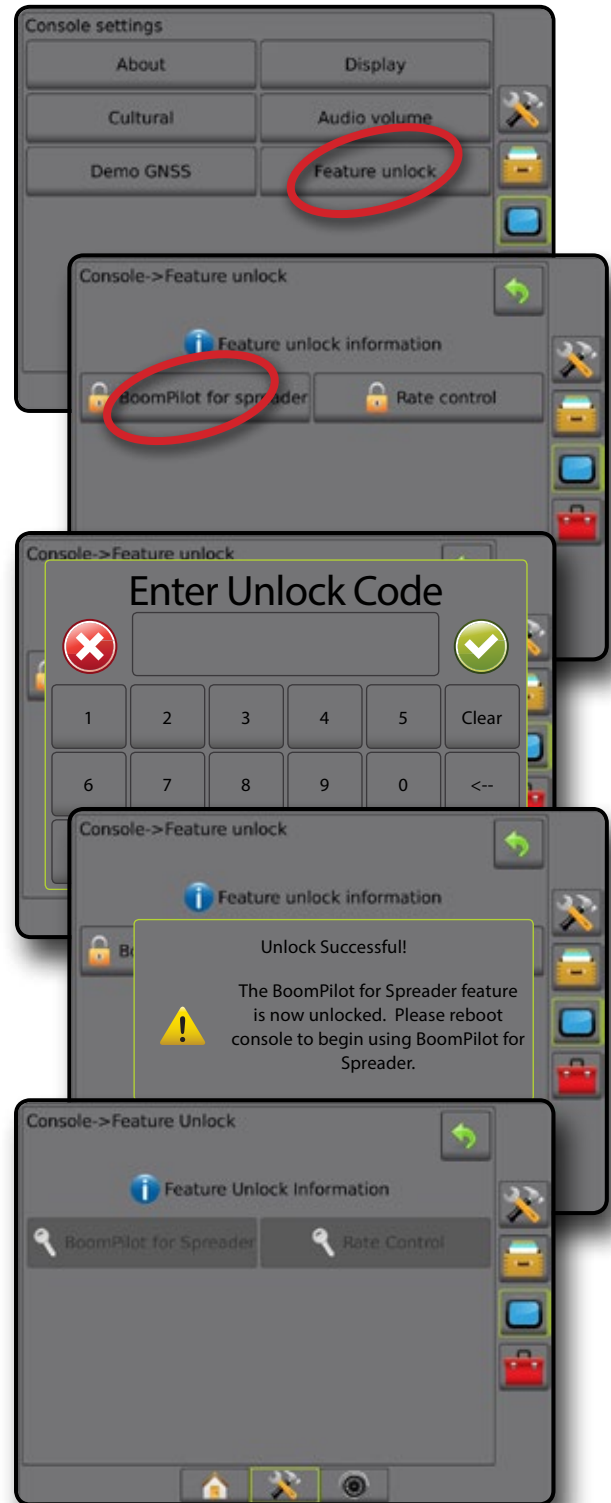 Console settings
About
Display
Cultural
Audio volume
Demo GNSS
Feature unlock
Console->Feature unlock
Feature unlock information
BoomPilot for spreader
Rate control
Console->Feature unlock
Enter Unlock Code
1 2 3 4 5 Clear
6 7 8 9 0 <--
Console->Feature unlock
Feature unlock information
Unlock Successful!
The BoomPilot for Spreader feature
is now unlocked. Please reboot
console to begin using BoomPilot for
Spreader.
Console->Feature Unlock
Feature Unlock Information
BoomPilot for Spreader
Rate Control